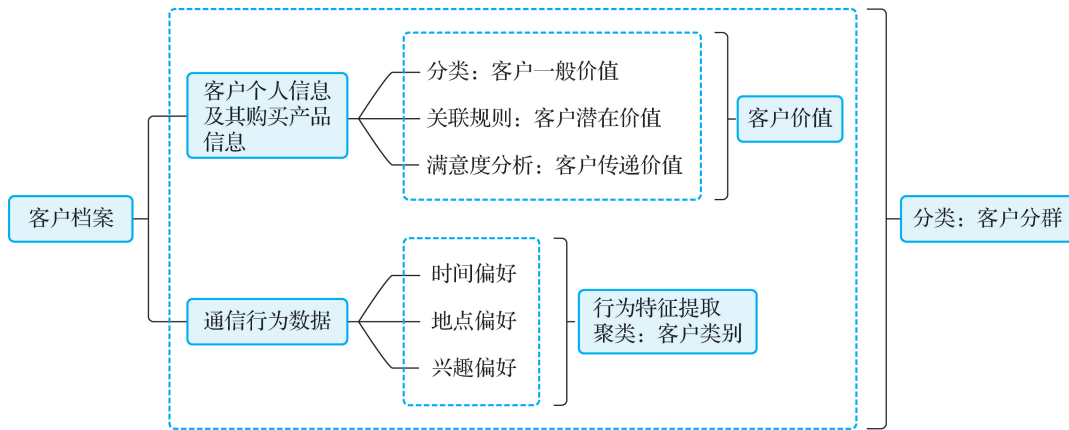 客户档案
客户个人信息
及其购买产品
信息
分类：客户一般价值
关联规则：客户潜在价值
满意度分析：客户传递价值
客户价值
通信行为数据
时间偏好
地点偏好
兴趣偏好
行为特征提取
聚类：客户类别
分类：客户分群